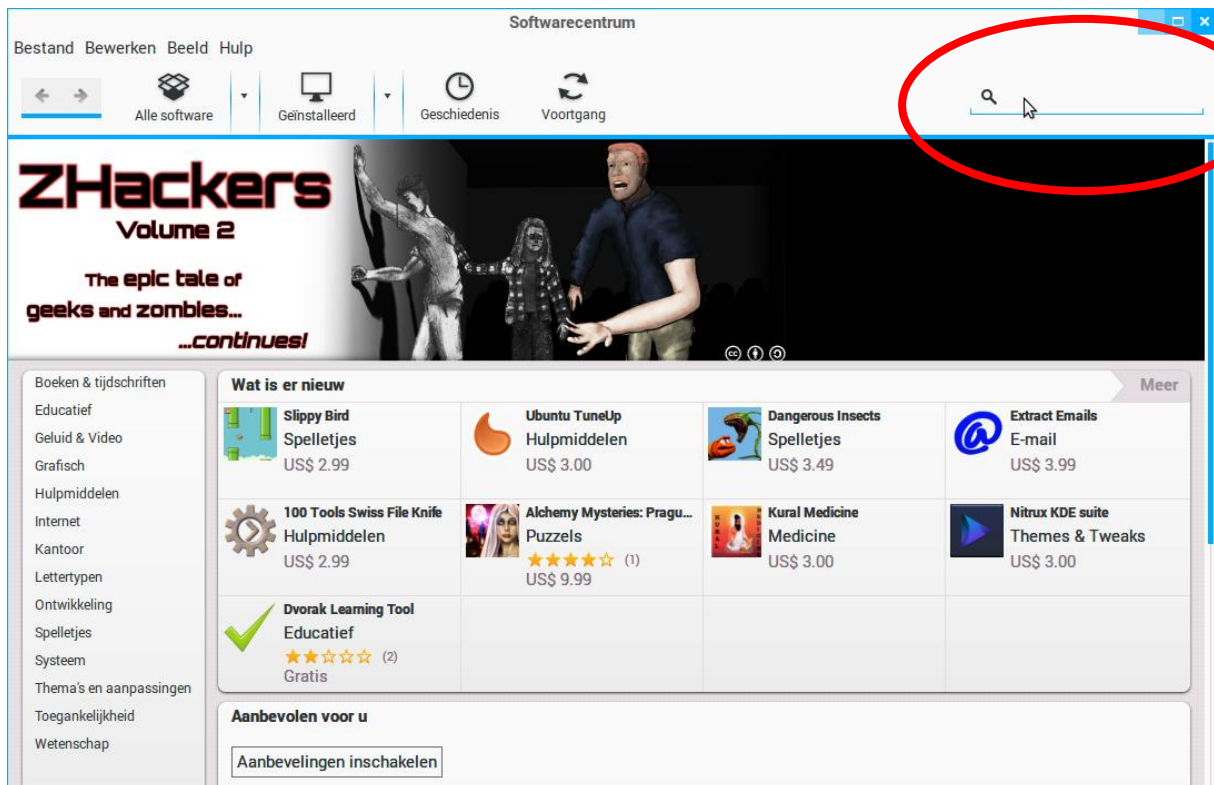 Softwarecentrum
Bestand Bewerken Beeld Hulp
Alle software
Geïnstalleerd
Geschiedenis
Voortgang
ZHackers
Volume 2
The epic tale of
geeks and zombies...
...continues!
cc
Boeken & tijdschriften
Educatief
Geluid & Video
Grafisch
Hulpmiddelen
Internet
Kantoor
Lettertypen
Ontwikkeling
Spelletjes
Systeem
Thema's en aanpassingen
Toegankelijkheid
Wetenschap
Wat is er nieuw
Meer
Slippy Bird
Spelletjes
US$ 2.99
Ubuntu TuneUp
Hulpmiddelen
US$ 3.00
Dangerous Insects
Spelletjes
US$ 3.49
Extract Emails
E-mail
US$ 3.99
100 Tools Swiss File Knife
Hulpmiddelen
US$ 2.99
Alchemy Mysteries: Pragu...
Puzzels
(1)
US$ 9.99
KURAL
MEDICINE
Kural Medicine
Medicine
US$ 3.00
Nitrux KDE suite
Themes & Tweaks
US$ 3.00
Dvorak Learning Tool
Educatief
(2)
Gratis
Aanbevolen voor u
Aanbevelingen inschakelen